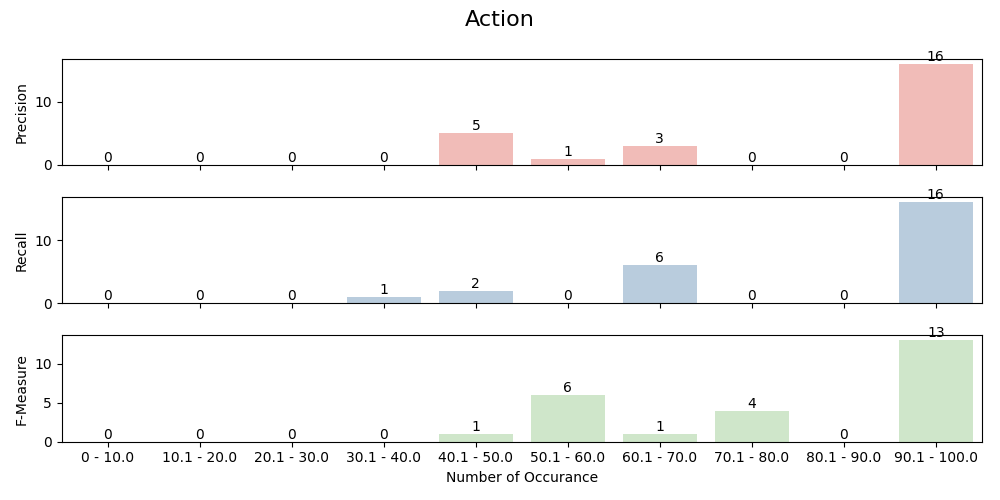 Action
Precision
10
0
0 0 0 0 5 1 3 0 0 16
Recall
10
0
0 0 0 1 2 0 6 0 0 16
F-Measure
10
5
0
0 0 0 0 1 6 1 4 0 13
0 - 10.0 10.1 - 20.0 20.1 - 30.0 30.1 - 40.0 40.1 - 50.0 50.1 - 60.0 60.1 - 70.0 70.1 - 80.0 80.1 - 90.0 90.1 - 100.0
Number of Occurance